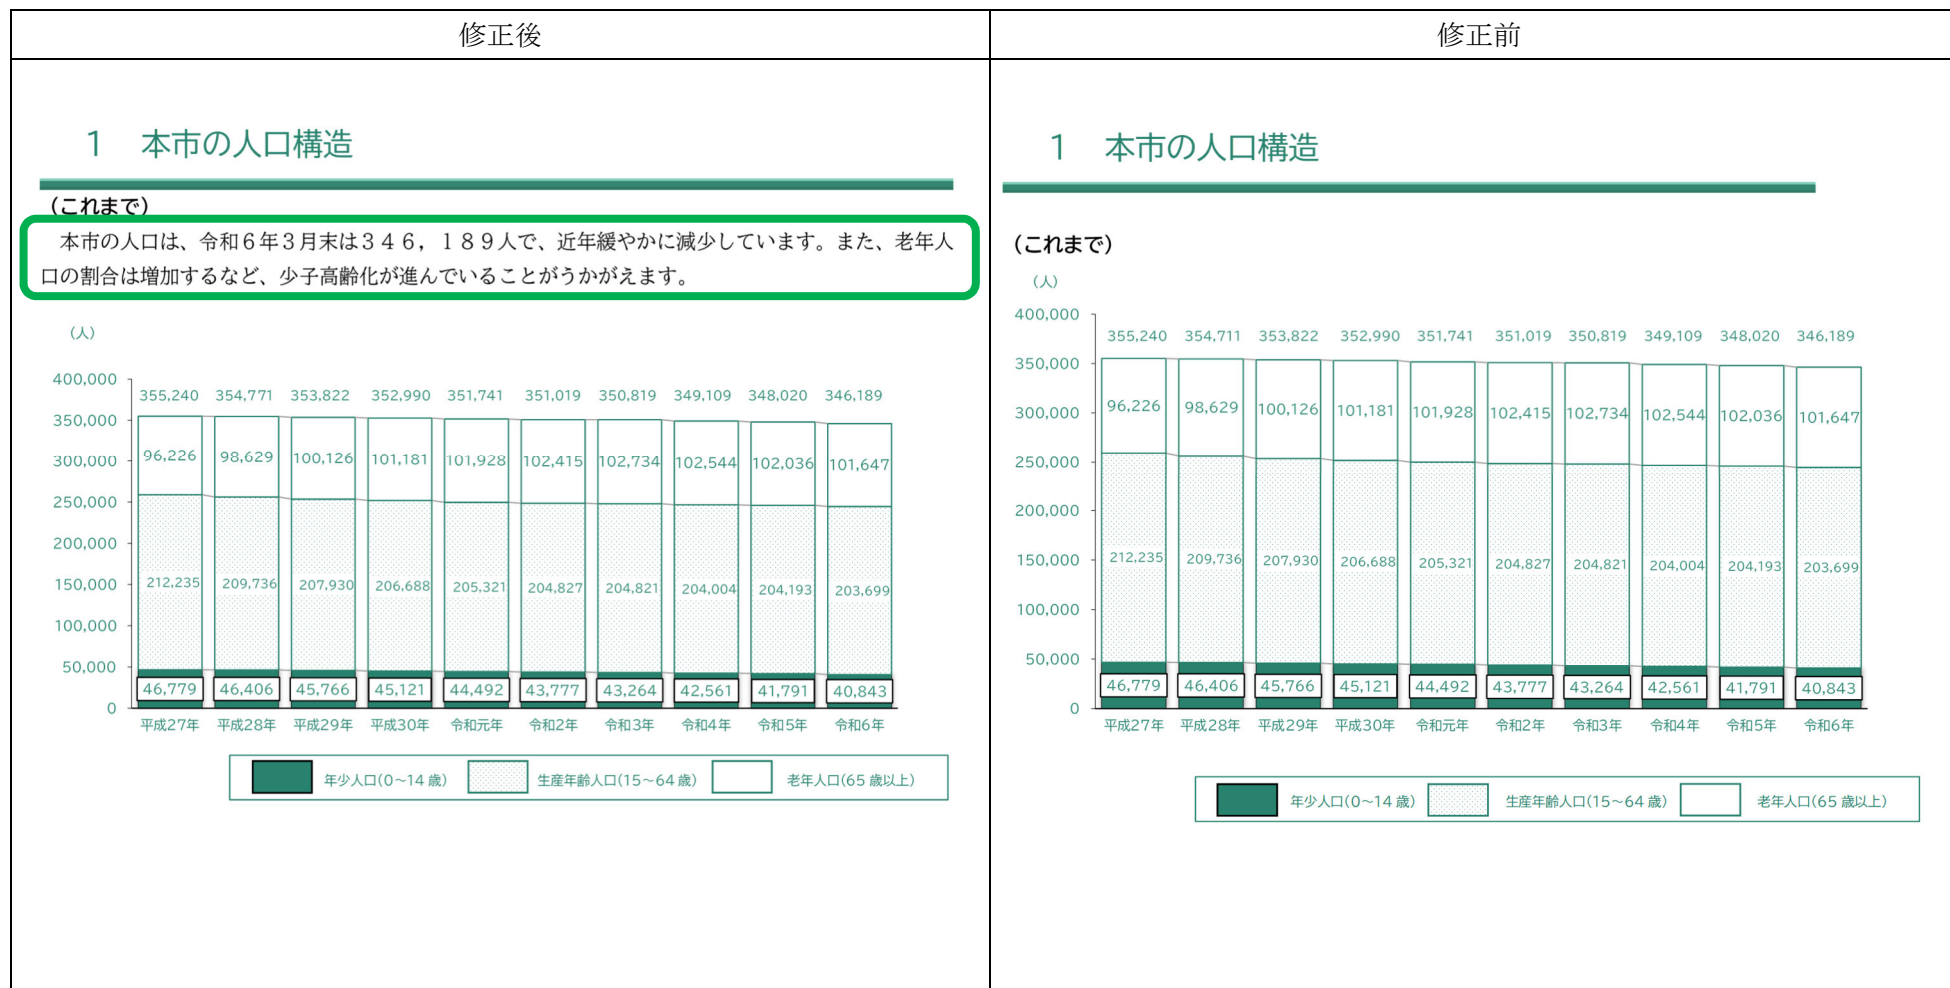 修正後
修正前
1 本市の人口構造
（これまで）
本市の人口は、令和６年３月末は３４６，１８９人で、近年緩やかに減少しています。また、老年人
口の割合は増加するなど、少子高齢化が進んでいることがうかがえます。
（人）
400,000
355,240 354,771 353,822 352,990 351,741 351,019 350,819 349,109 348,020 346,189
350,000
300,000
96,226 98,629 100,126 101,181 101,928 102,415 102,734 102,544 102,036 101,647
250,000
200,000
150,000
212,235 209,736 207,930 206,688 205,321 204,827 204,821 204,004 204,193 203,699
100,000
50,000
46,779 46,406 45,766 45,121 44,492 43,777 43,264 42,561 41,791 40,843
0
平成27年 平成28年 平成29年 平成30年 令和元年 令和2年 令和3年 令和4年 令和5年 令和6年
年少人口(0～14 歳) 生産年齢人口(15～64 歳) 老年人口(65 歳以上)
1 本市の人口構造
（これまで）
（人）
400,000
355,240 354,711 353,822 352,990 351,741 351,019 350,819 349,109 348,020 346,189
350,000
300,000
96,226 98,629 100,126 101,181 101,928 102,415 102,734 102,544 102,036 101,647
250,000
200,000
150,000
212,235 209,736 207,930 206,688 205,321 204,827 204,821 204,004 204,193 203,699
100,000
50,000
46,779 46,406 45,766 45,121 44,492 43,777 43,264 42,561 41,791 40,843
0
平成27年 平成28年 平成29年 平成30年 令和元年 令和2年 令和3年 令和4年 令和5年 令和6年
年少人口(0～14 歳) 生産年齢人口(15～64 歳) 老年人口(65 歳以上)